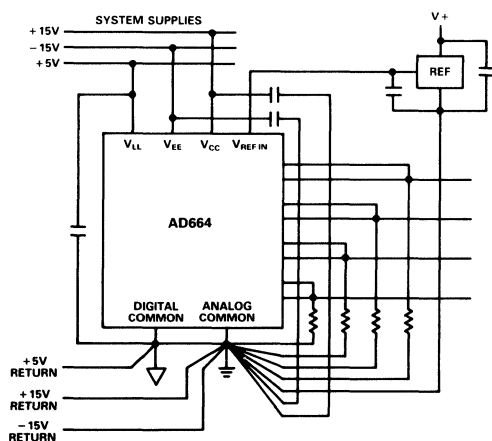 SYSTEM SUPPLIES
+ 15V
− 15V
+ 5V
V+
REF
VLL
VEE
VCC
VREF IN
AD664
DIGITAL COMMON
ANALOG COMMON
+5V RETURN
+ 15V RETURN
− 15V RETURN